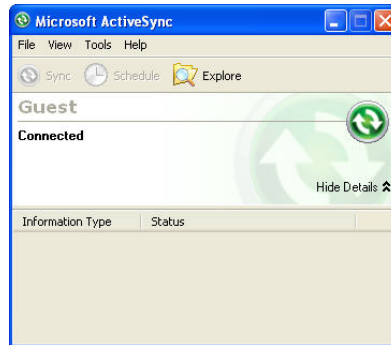 Microsoft ActiveSync
File View Tools Help
Sync Schedule Explore
Guest
Connected
Hide Details
Information Type Status